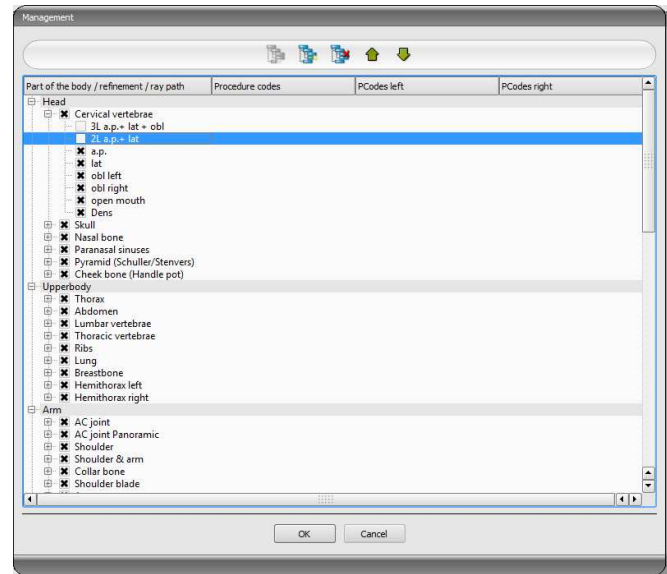 Management
Part of the body / refinement / ray path Procedure codes PCodes left PCodes right
Head
Cervical vertebrae
3L a.p.+ lat + obl
2L a.p.+ lat
a.p.
lat
obl left
obl right
open mouth
Dens
Skull
Nasal bone
Paranasal sinuses
Pyramid (Schuller/Stenvers)
Cheek bone (Handle pot)
Upperbody
Thorax
Abdomen
Lumbar vertebrae
Thoracic vertebrae
Ribs
Lung
Breastbone
Hemithorax left
Hemithorax right
Arm
AC joint
AC joint Panoramic
Shoulder
Shoulder & arm
Collar bone
Shoulder blade
OK Cancel